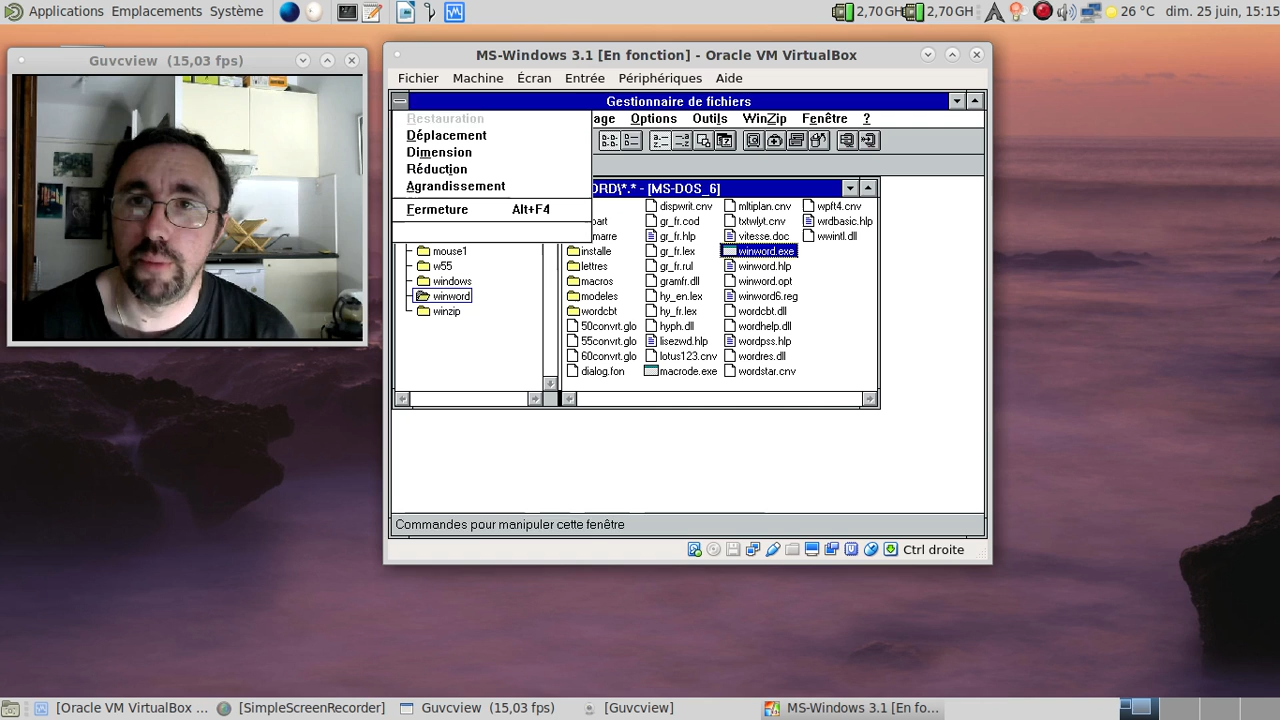 Applications Emplacements Système
2,70 GH 2,70 GH 26 °C dim. 25 juin, 15:15
Guvcview (15,03 fps)
MS-Windows 3.1 [En fonction] - Oracle VM VirtualBox
Fichier Machine Écran Entrée Périphériques Aide
Gestionnaire de fichiers
Restauration
Déplacement
Dimension
Réduction
Agrandissement
Fermeture Alt+F4
age Options Outils WinZip Fenêtre ?
ORD\*.* - [MS-DOS_6]
mouse1
w55
windows
winword
winzip
part
marre
installe
lettres
macros
modeles
wordcbt
50convrt.glo
55convrt.glo
60convrt.glo
dialog.fon
dispwrit.cnv
gr_fr.cod
gr_fr.hlp
gr_fr.lex
gr_fr.rul
gramfr.dll
hy_en.lex
hy_fr.lex
hyph.dll
lisezwd.hlp
lotus123.cnv
macrode.exe
mltiplan.cnv
txtwlyt.cnv
vitesse.doc
winword.exe
winword.hlp
winword.opt
winword6.reg
wordcbt.dll
wordhelp.dll
wordpss.hlp
wordres.dll
wordstar.cnv
wpft4.cnv
wrdbasic.hlp
wwintl.dll
Commandes pour manipuler cette fenêtre
Ctrl droite
[Oracle VM VirtualBox ... [SimpleScreenRecorder] Guvcview (15,03 fps) [Guvcview] MS-Windows 3.1 [En fo...